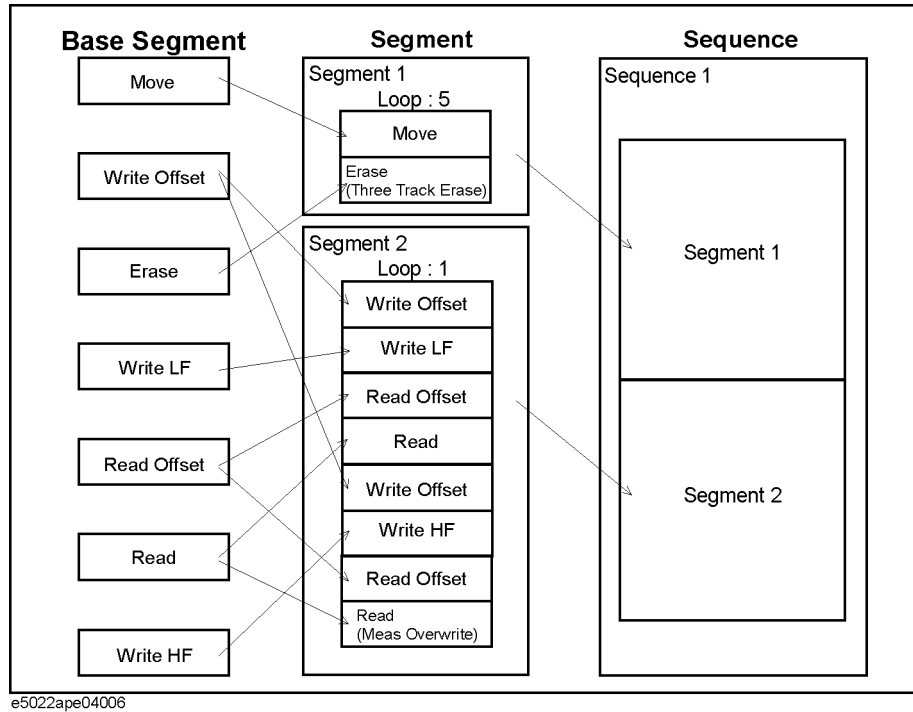 Base Segment
Move
Write Offset
Erase
Write LF
Read Offset
Read
Write HF
Segment
Segment 1
Loop : 5
Move
Erase
(Three Track Erase)
Segment 2
Loop : 1
Write Offset
Write LF
Read Offset
Read
Write Offset
Write HF
Read Offset
Read
(Meas Overwrite)
Sequence
Sequence 1
Segment 1
Segment 2
e5022ape04006